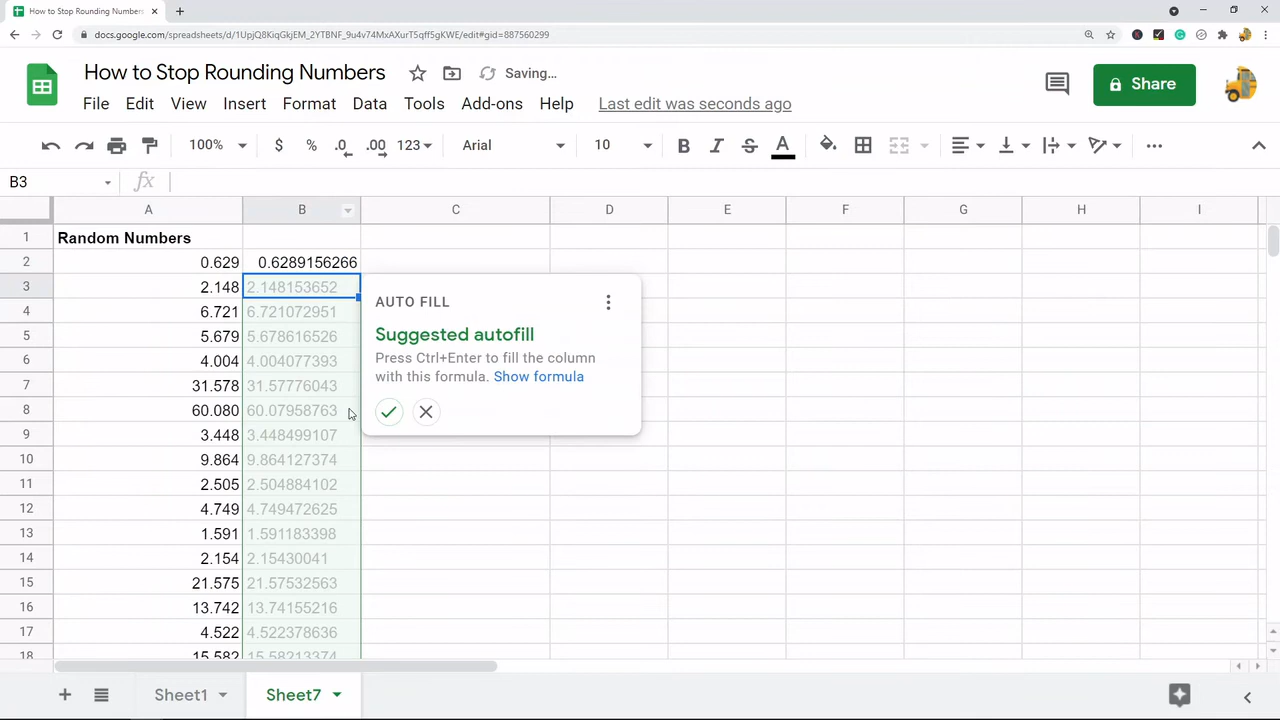 How to Stop Rounding Numbers
docs.google.com/spreadsheets/d/1UpjQ8KiqGkjEM_2YTBNF_9u4v74MxAXurT5qff5gKWE/edit#gid=887560299
How to Stop Rounding Numbers Saving…
File Edit View Insert Format Data Tools Add-ons Help Last edit was seconds ago
Share
100% $ % .0 .00 123 Arial 10 B I S A
B3 fx
A B C D E F G H I
1 Random Numbers
2 0.629 0.6289156266
3 2.148 2.148153652
4 6.721 6.721072951
5 5.679 5.678616526
6 4.004 4.004077393
7 31.578 31.57776043
8 60.080 60.07958763
9 3.448 3.448499107
10 9.864 9.864127374
11 2.505 2.504884102
12 4.749 4.749472625
13 1.591 1.591183398
14 2.154 2.15430041
15 21.575 21.57532563
16 13.742 13.74155216
17 4.522 4.522378636
18 15.582 15.58213374
AUTO FILL
Suggested autofill
Press Ctrl+Enter to fill the column
with this formula. Show formula
Sheet1 Sheet7